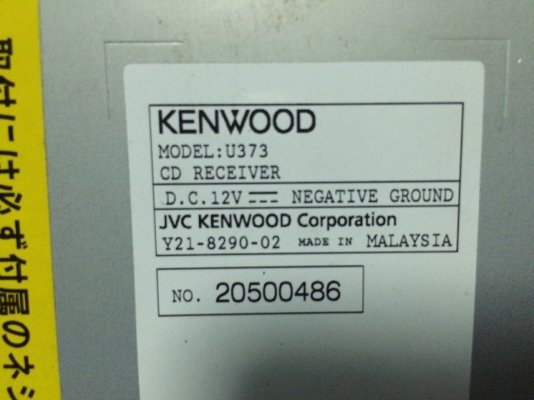 取付には必ず付属のネジ
KENWOOD
MODEL:U373
CD RECEIVER
D.C.12V ⎓ NEGATIVE GROUND
JVC KENWOOD Corporation
Y21-8290-02 MADE IN MALAYSIA
NO. 20500486